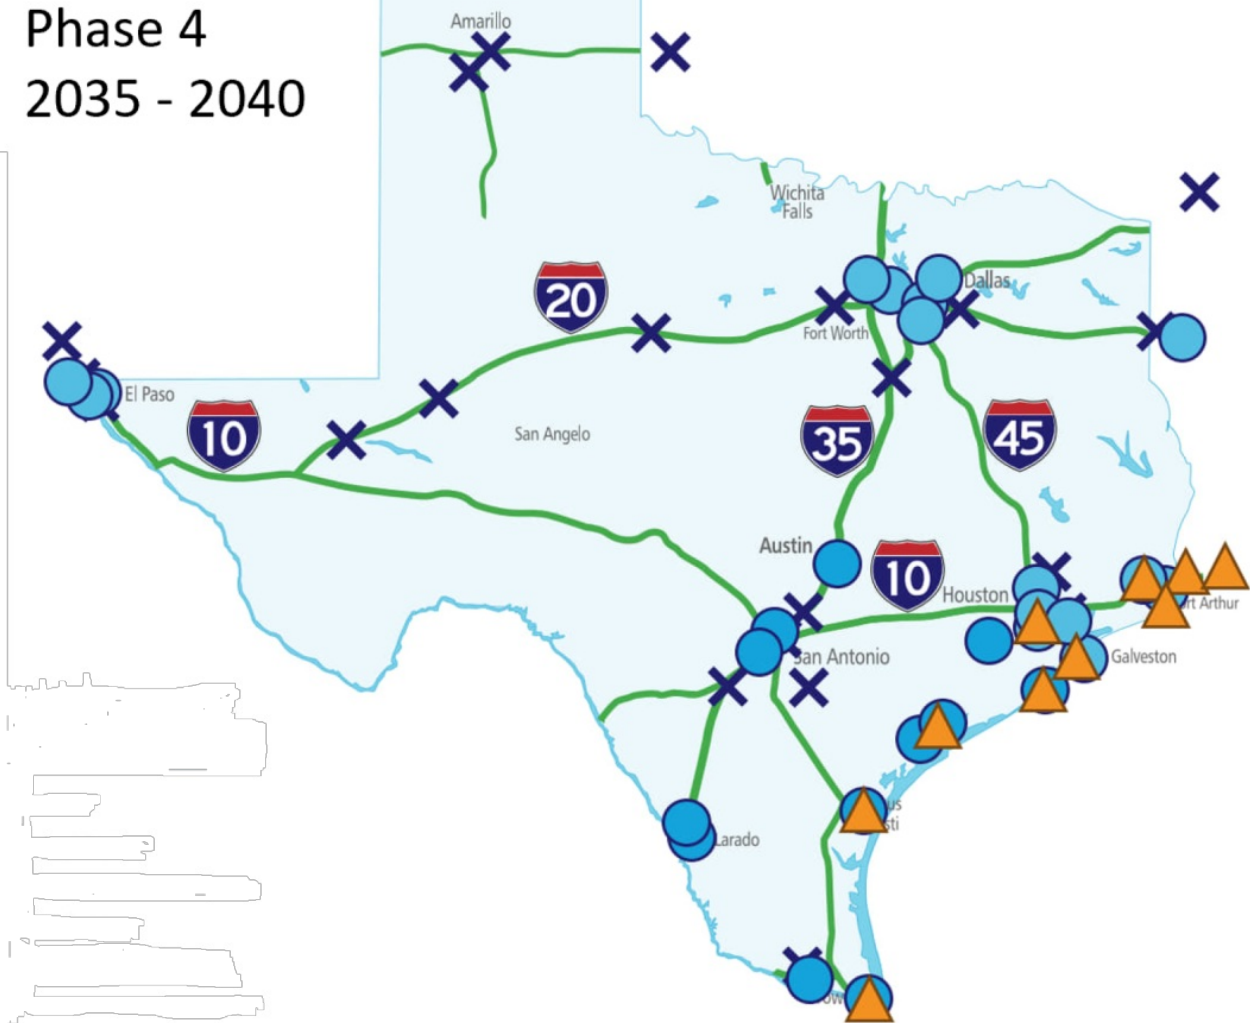 Phase 4
2035 - 2040
Amarillo
Wichita
Falls
20
Dallas
Fort Worth
El Paso
10
San Angelo
35
45
Austin
10
Houston
Arthur
San Antonio
Galveston
Larado